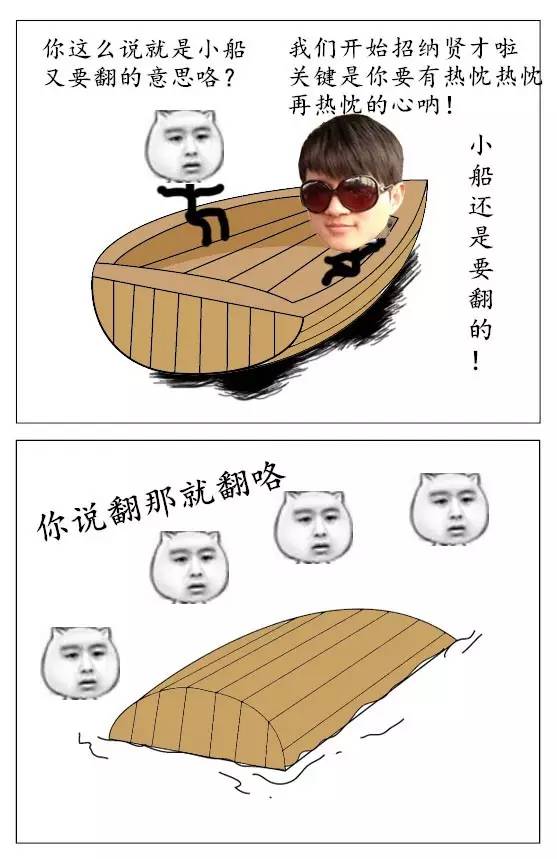 你这么说就是小船
又要翻的意思咯？
我们开始招纳贤才啦
关键是你要有热忱热忱
再热忱的心呐！
小船还是要翻的！
你说翻那就翻咯